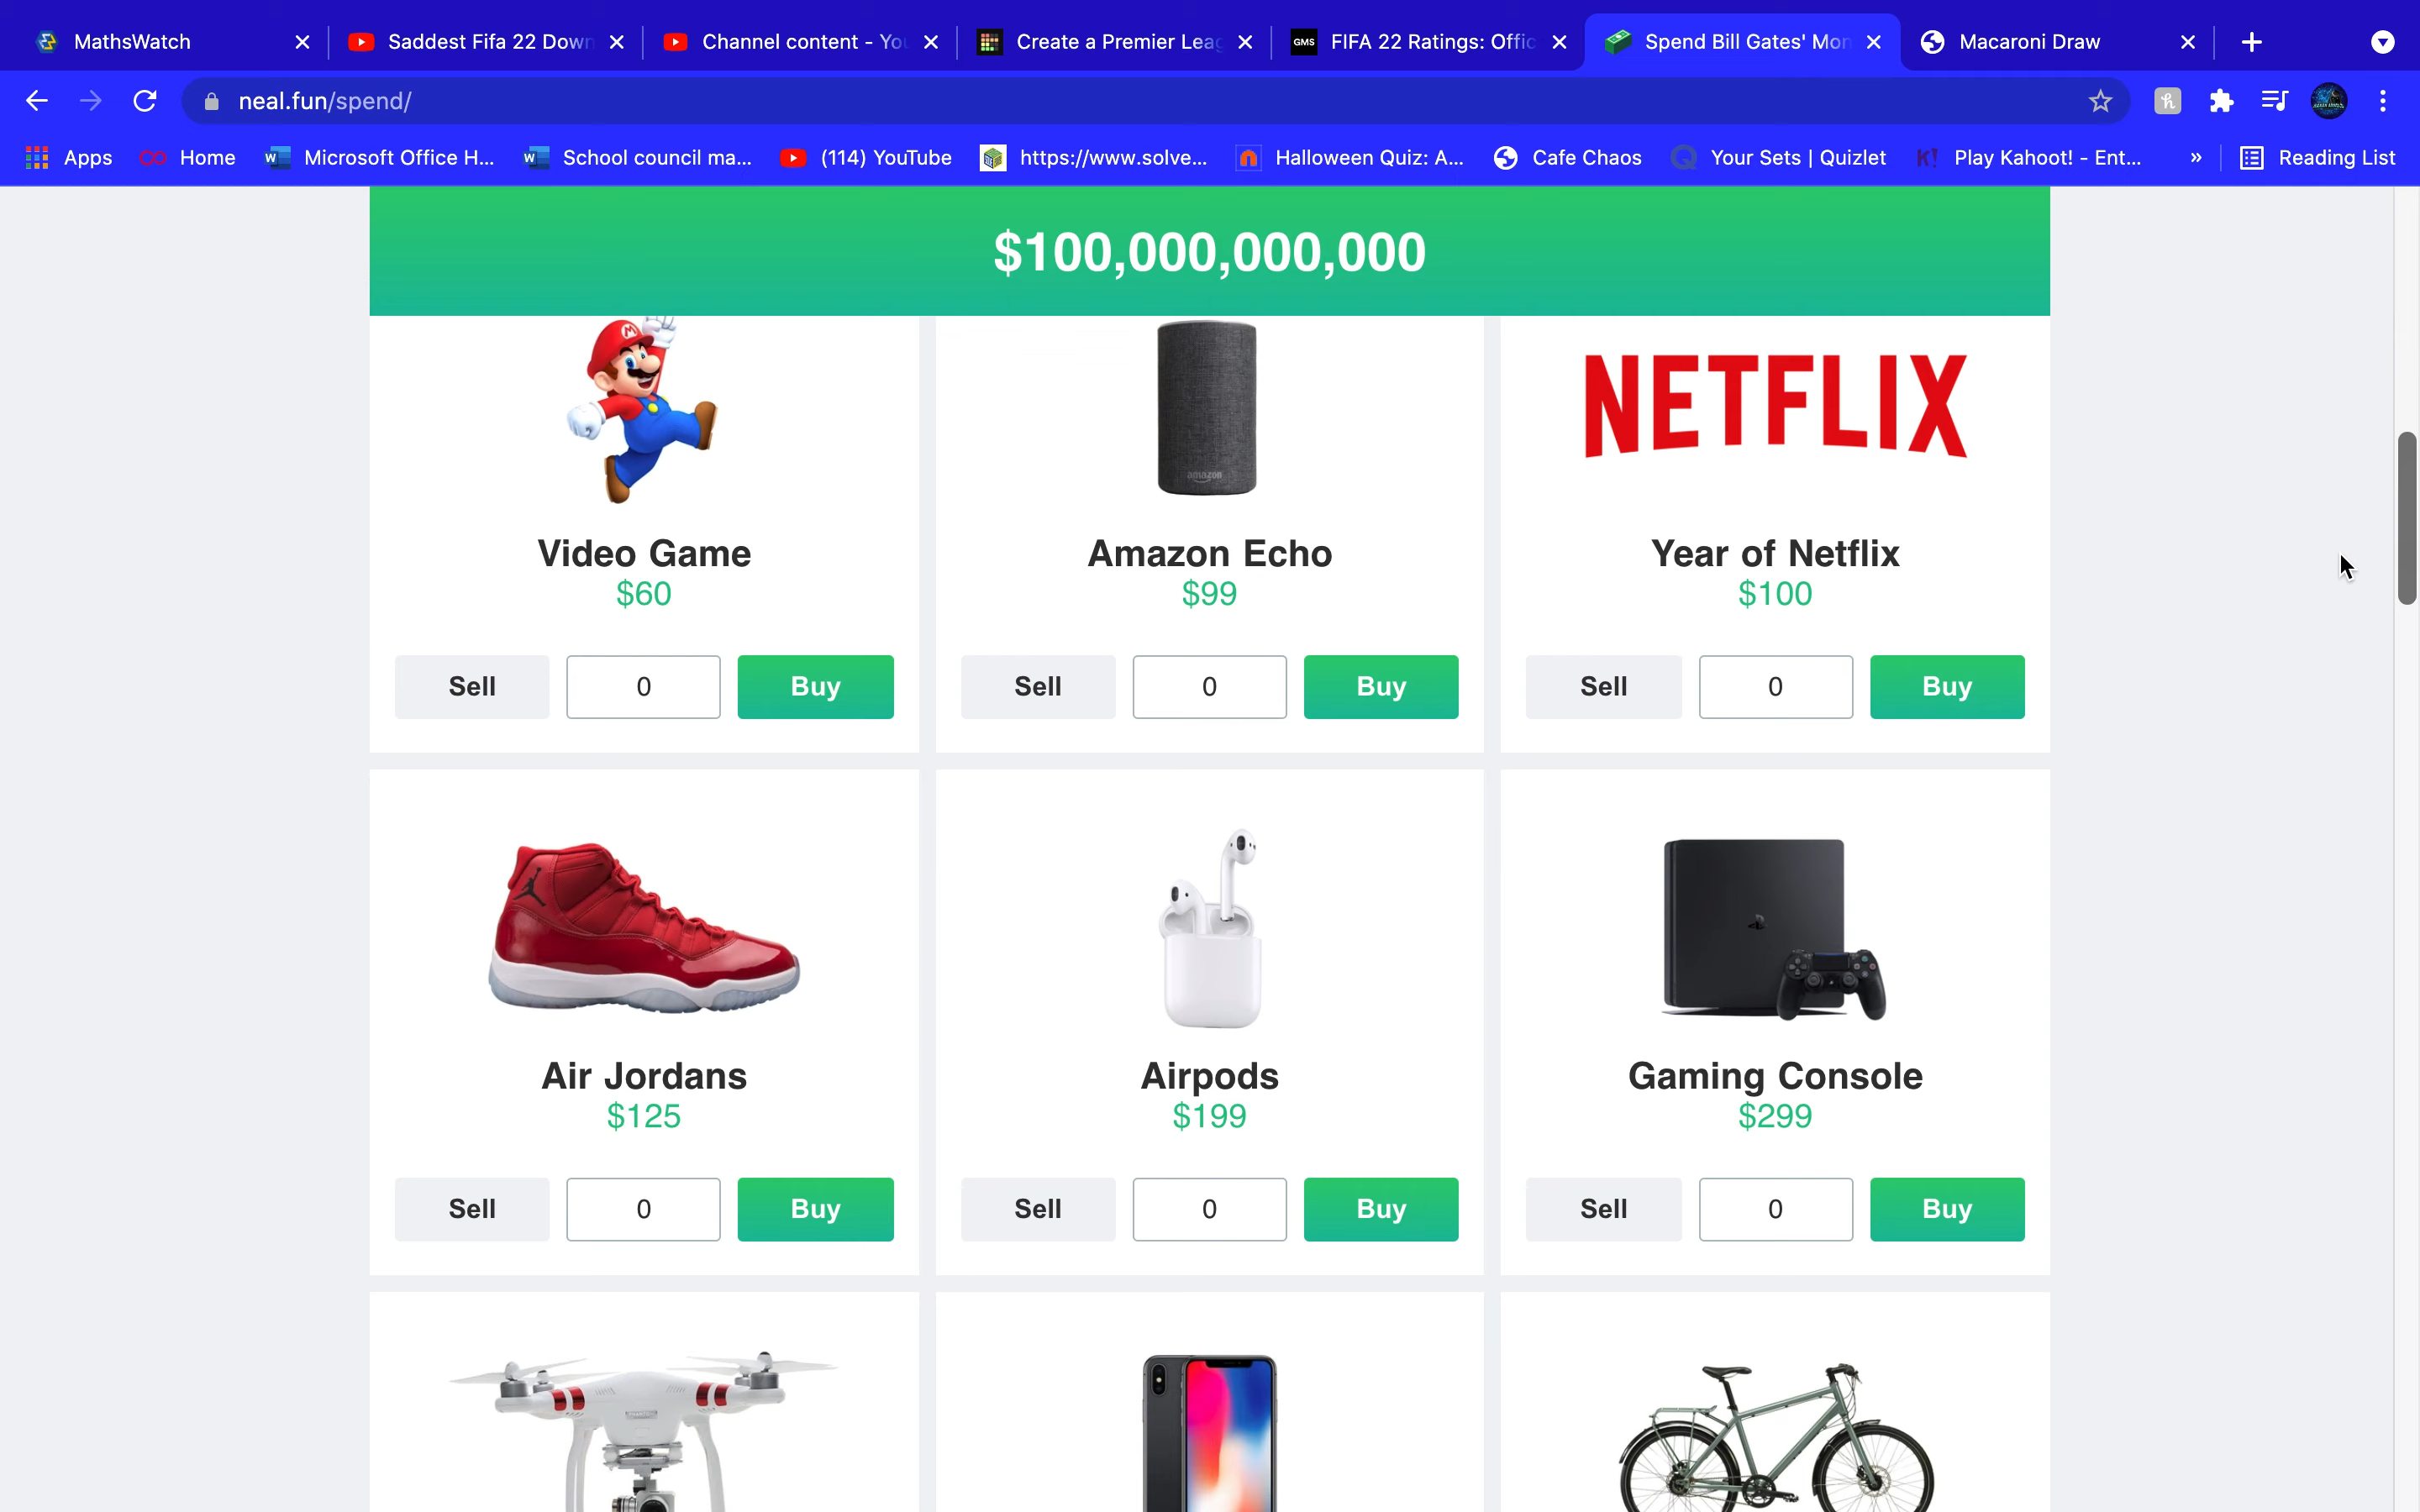 MathsWatch
Saddest Fifa 22 Down
Channel content - You
Create a Premier Leag
FIFA 22 Ratings: Offic
Spend Bill Gates' Mon
Macaroni Draw
neal.fun/spend/
Apps
Home
Microsoft Office H...
School council ma...
(114) YouTube
https://www.solve...
Halloween Quiz: A...
Cafe Chaos
Your Sets | Quizlet
K! Play Kahoot! - Ent...
»
Reading List
$100,000,000,000
M
amazon
NETFLIX
Video Game
$60
Sell 0 Buy
Amazon Echo
$99
Sell 0 Buy
Year of Netflix
$100
Sell 0 Buy
Air Jordans
$125
Sell 0 Buy
Airpods
$199
Sell 0 Buy
Gaming Console
$299
Sell 0 Buy